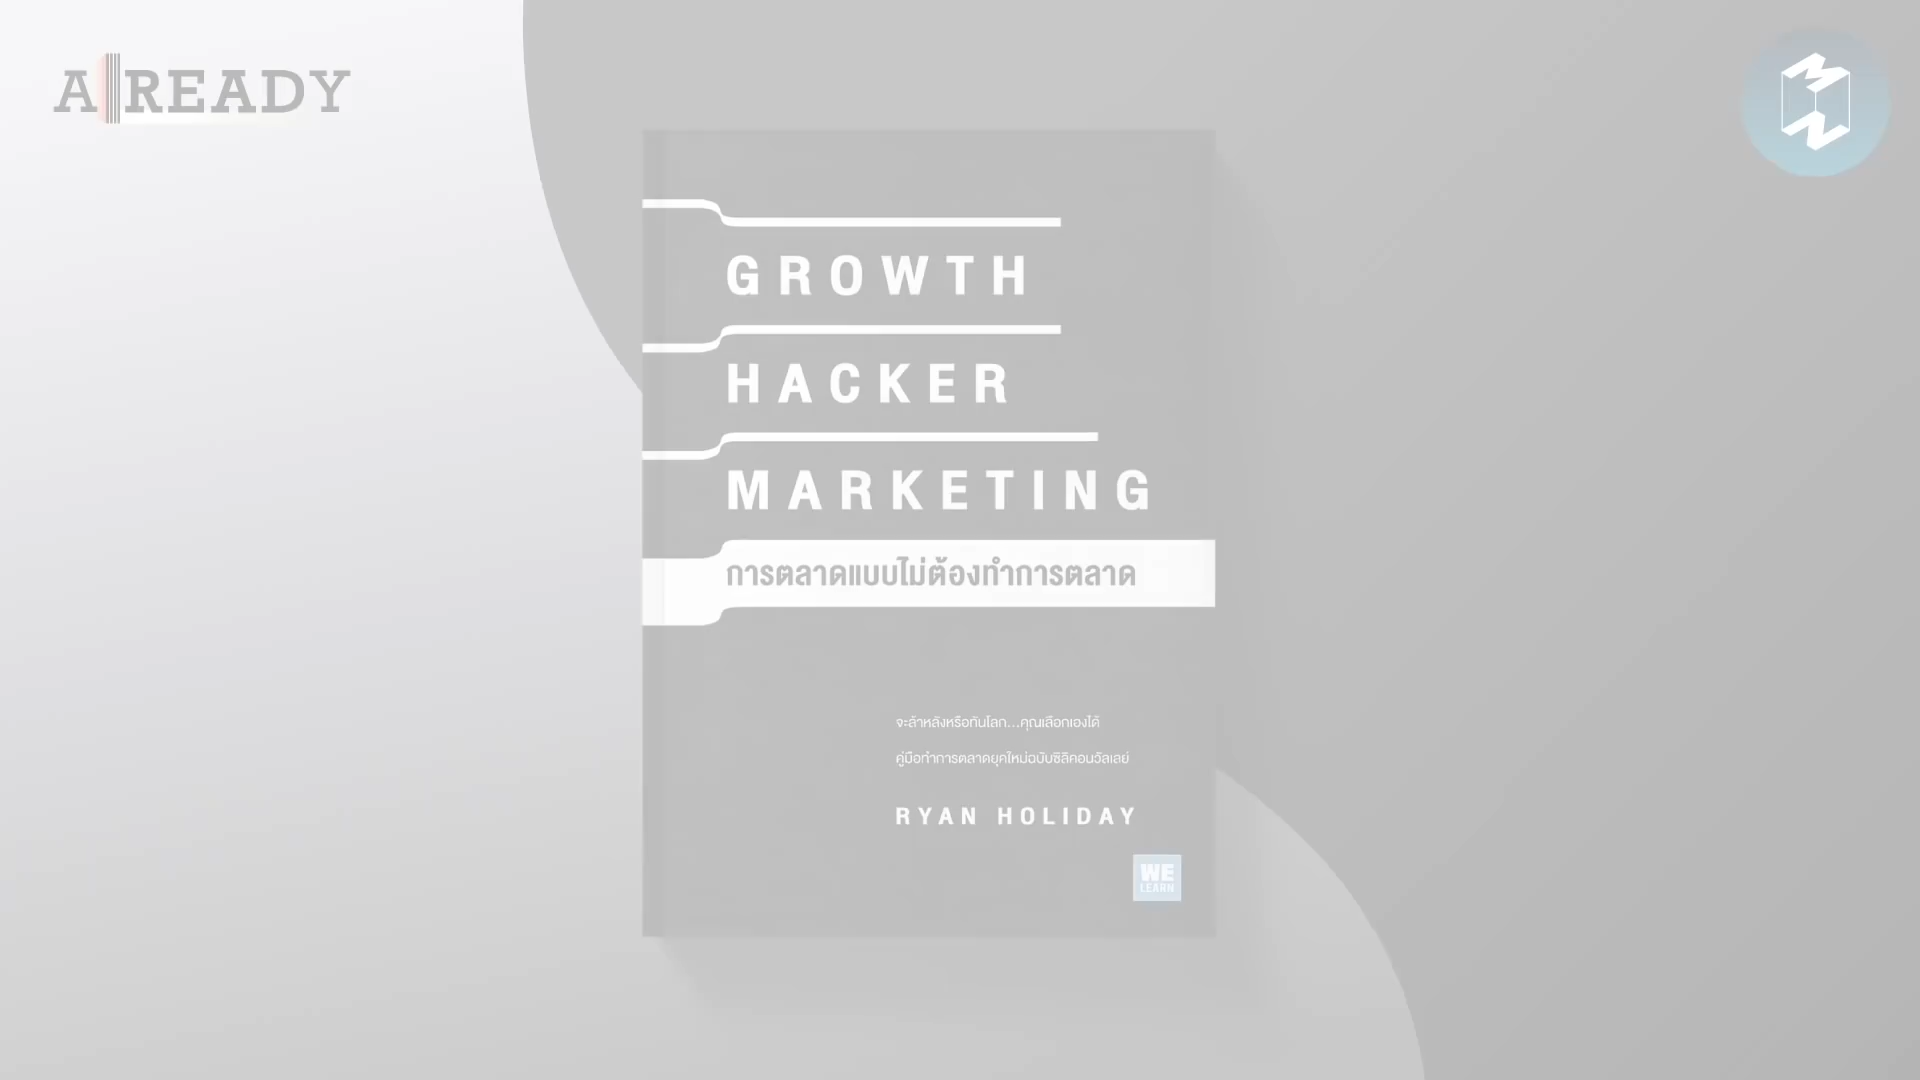 A READY
GROWTH
HACKER
MARKETING
การตลาดแบบไม่ต้องทำการตลาด
จะล้าหลังหรือทันโลก...คุณเลือกเองได้
คู่มือทำการตลาดยุคใหม่ฉบับซิลิคอนวัลเลย์
RYAN HOLIDAY
WE
LEARN